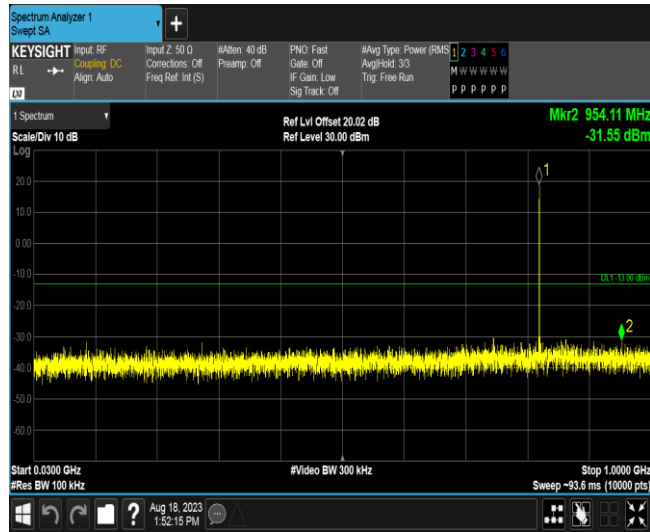 Spectrum Analyzer 1
Swept SA
+
KEYSIGHT
RL
LXI
Input: RF
Coupling: DC
Align: Auto
Input Z: 50 Ω
Corrections: Off
Freq Ref: Int (S)
#Atten: 40 dB
Preamp: Off
PNO: Fast
Gate: Off
IF Gain: Low
Sig Track: Off
#Avg Type: Power (RMS
Avg|Hold: 3/3
Trig: Free Run
1 2 3 4 5 6
M W W W W W
P P P P P P
1 Spectrum
Scale/Div 10 dB
Log
Ref Lvl Offset 20.02 dB
Ref Level 30.00 dBm
Mkr2 954.11 MHz
-31.55 dBm
1
20.0
10.0
0.00
-10.0
DL1 -13.00 dBm
-20.0
2
-30.0
-40.0
-50.0
-60.0
Start 0.0300 GHz
#Res BW 100 kHz
#Video BW 300 kHz
Stop 1.0000 GHz
Sweep ~93.6 ms (10000 pts)
?
Aug 18, 2023
1:52:15 PM